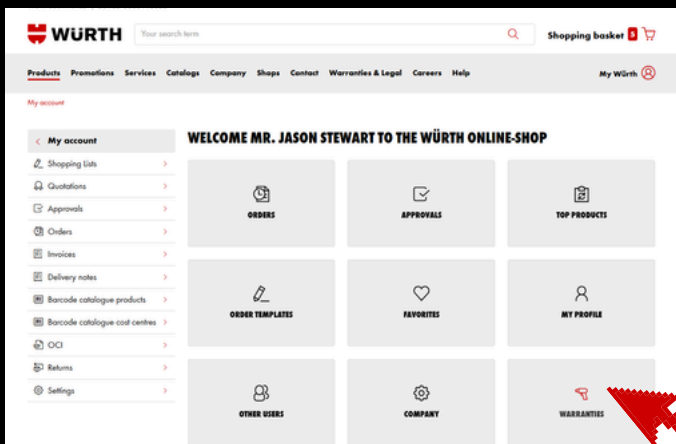 WÜRTH
Your search term
Shopping basket 5
Products Promotions Services Catalogs Company Shops Contact Warranties & Legal Careers Help
My Würth
My account
My account
WELCOME MR. JASON STEWART TO THE WÜRTH ONLINE-SHOP
Shopping Lists
Quotations
Approvals
Orders
Invoices
Delivery notes
Barcode catalogue products
Barcode catalogue cost centres
OCI
Returns
Settings
ORDERS
APPROVALS
TOP PRODUCTS
ORDER TEMPLATES
FAVORITES
MY PROFILE
OTHER USERS
COMPANY
WARRANTIES